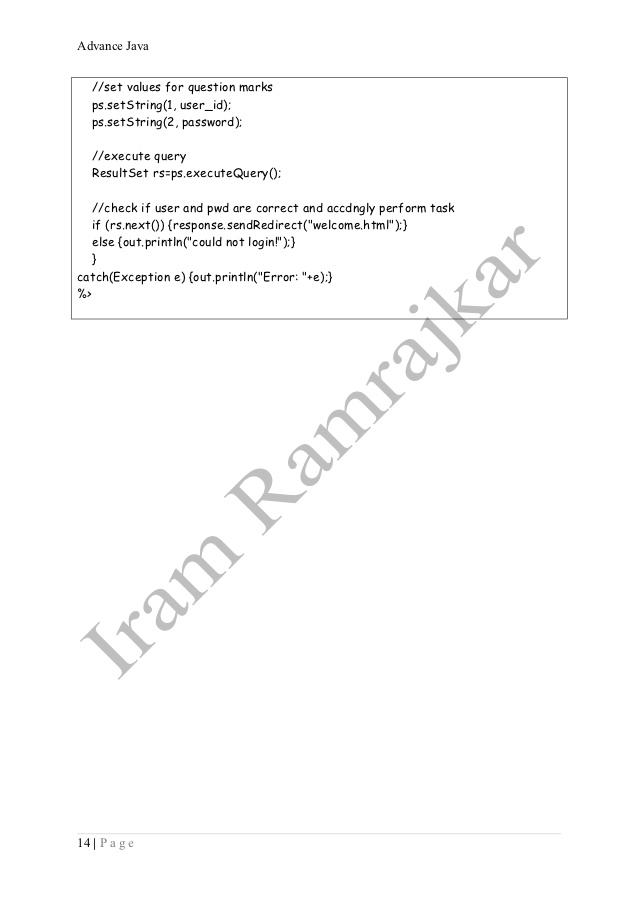 Advance Java
//set values for question marks
ps.setString(1, user_id);
ps.setString(2, password);
//execute query
ResultSet rs=ps.executeQuery();
//check if user and pwd are correct and accdngly perform task
if (rs.next()) {response.sendRedirect("welcome.html");}
else {out.println("could not login!");}
}
catch(Exception e) {out.println("Error: "+e);}
%>
Iram Ramrajkar
14 | Page